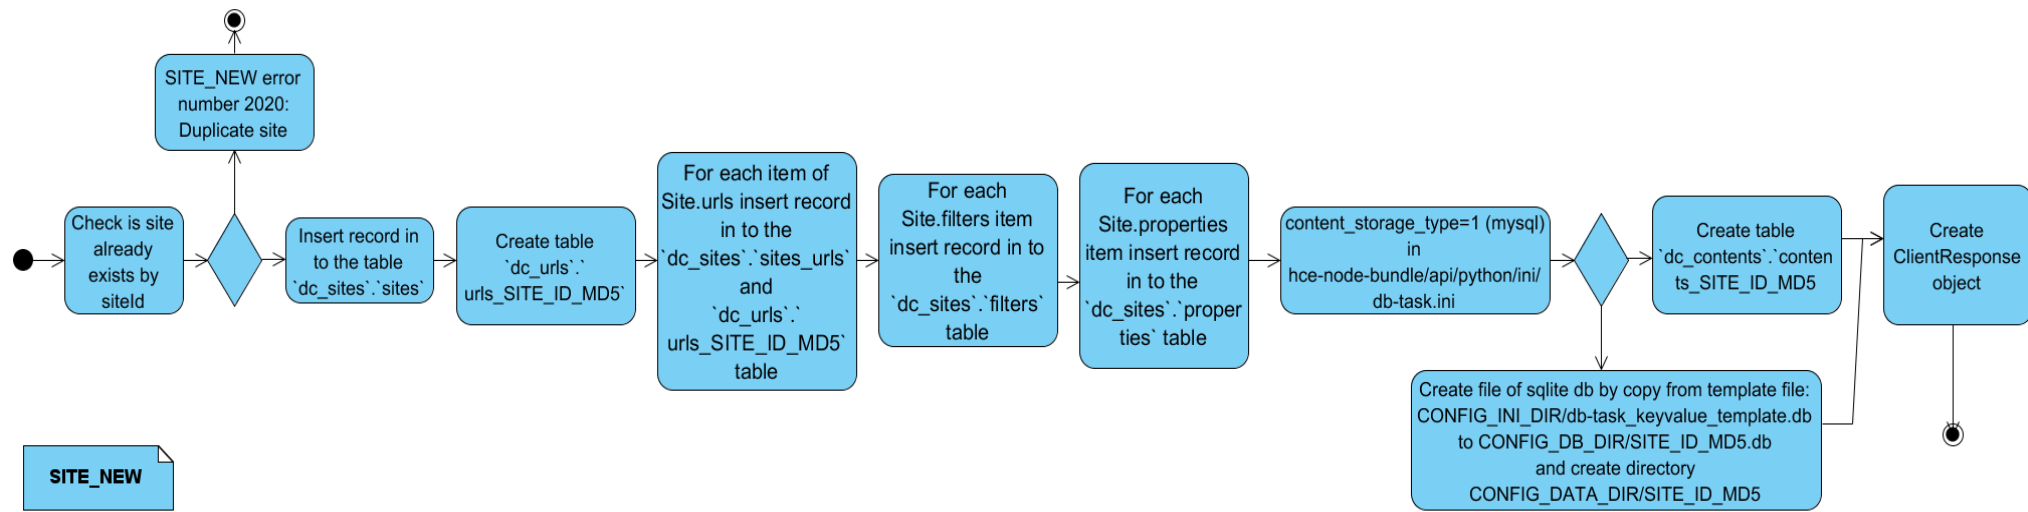 SITE_NEW error
number 2020:
Duplicate site
Check is site
already
exists by
siteId
Insert record in
to the table
`dc_sites`.`sites`
Create table
`dc_urls`.`
urls_SITE_ID_MD5`
For each item of
Site.urls insert record
in to the
`dc_sites`.`sites_urls`
and
`dc_urls`.`
urls_SITE_ID_MD5`
table
For each
Site.filters item
insert record in to
the
`dc_sites`.`filters`
table
For each
Site.properties
item insert record
in to the
`dc_sites`.`proper
ties` table
content_storage_type=1 (mysql)
in
hce-node-bundle/api/python/ini/
db-task.ini
Create table
`dc_contents`.`conten
ts_SITE_ID_MD5
Create
ClientResponse
object
Create file of sqlite db by copy from template file:
CONFIG_INI_DIR/db-task_keyvalue_template.db
to CONFIG_DB_DIR/SITE_ID_MD5.db
and create directory
CONFIG_DATA_DIR/SITE_ID_MD5
SITE_NEW